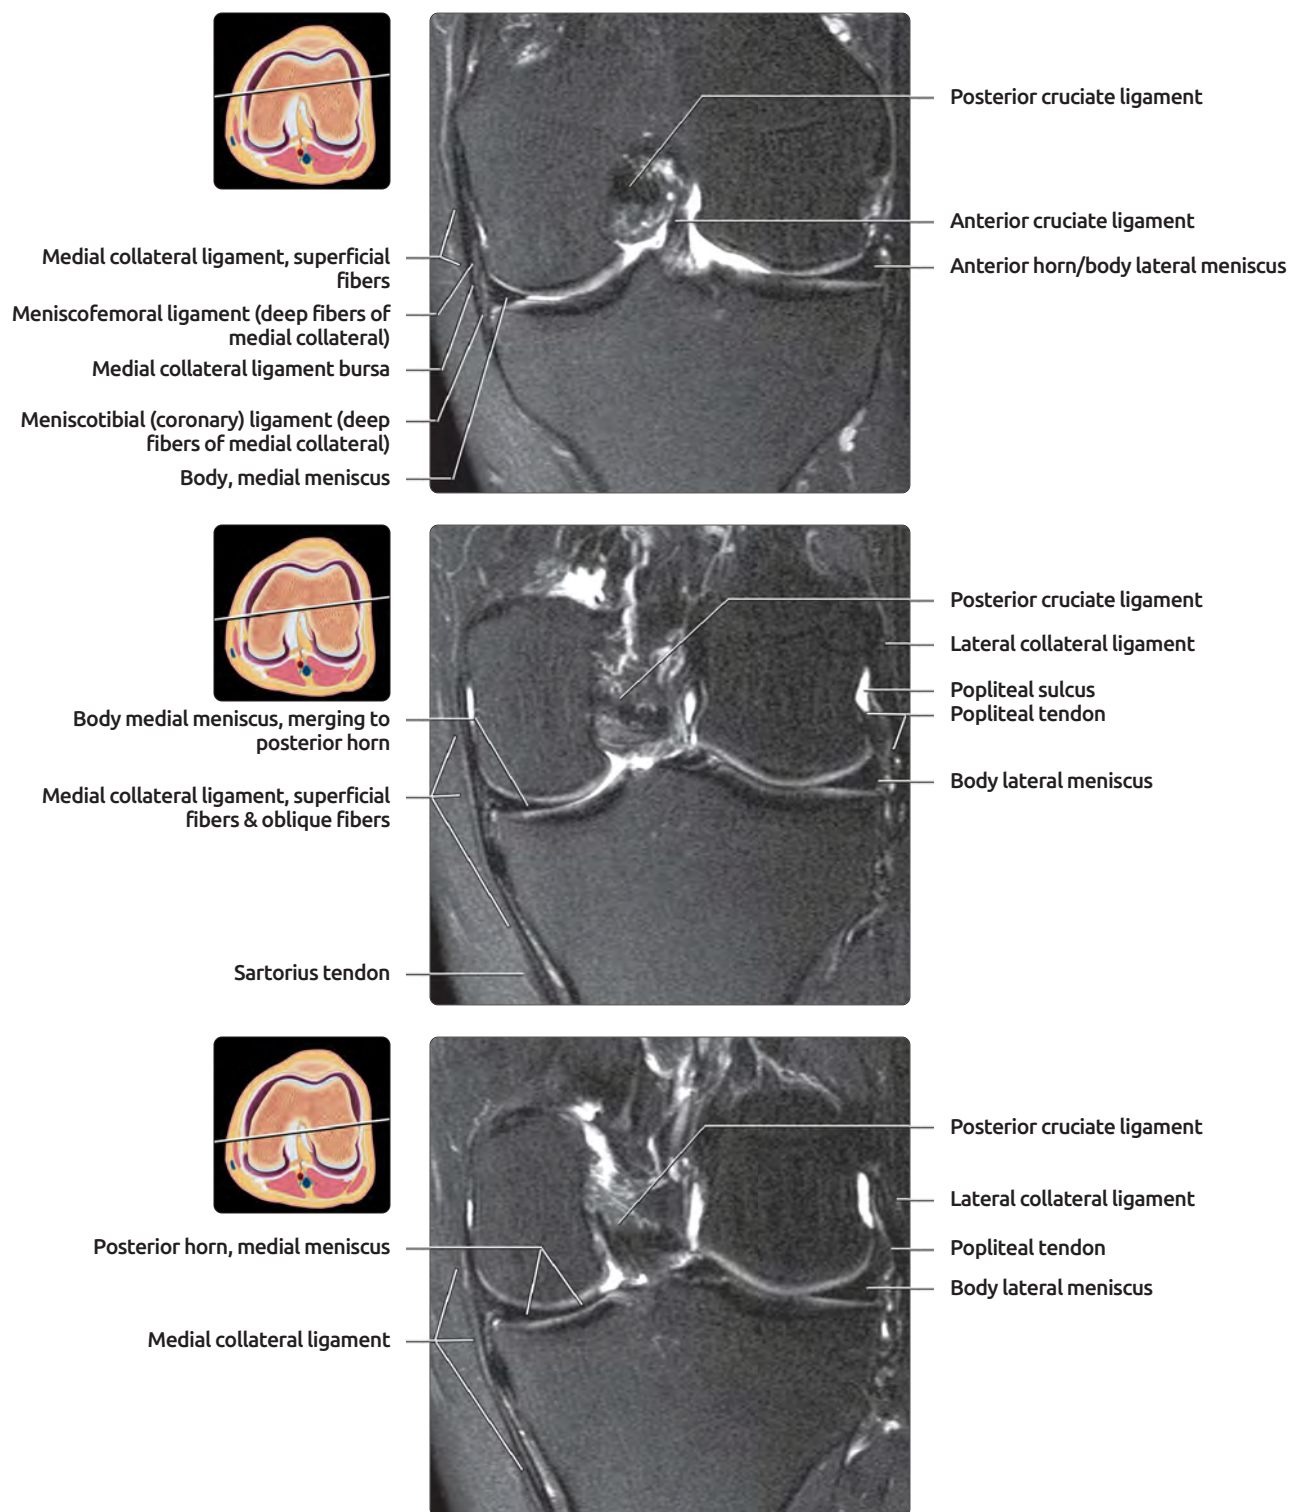 Posterior cruciate ligament
Anterior cruciate ligament
Anterior horn/body lateral meniscus
Medial collateral ligament, superficial
fibers
Meniscofemoral ligament (deep fibers of
medial collateral)
Medial collateral ligament bursa
Meniscotibial (coronary) ligament (deep
fibers of medial collateral)
Body, medial meniscus
Posterior cruciate ligament
Lateral collateral ligament
Popliteal sulcus
Popliteal tendon
Body lateral meniscus
Body medial meniscus, merging to
posterior horn
Medial collateral ligament, superficial
fibers & oblique fibers
Sartorius tendon
Posterior cruciate ligament
Lateral collateral ligament
Popliteal tendon
Body lateral meniscus
Posterior horn, medial meniscus
Medial collateral ligament